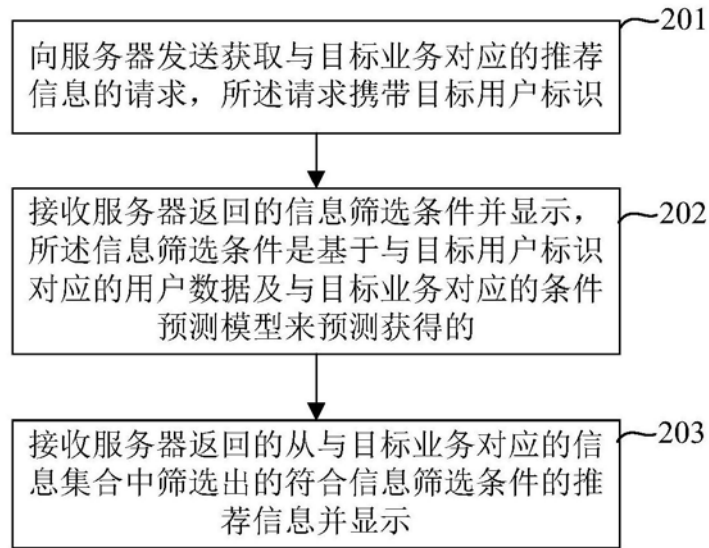 201
向服务器发送获取与目标业务对应的推荐
信息的请求，所述请求携带目标用户标识
202
接收服务器返回的信息筛选条件并显示，
所述信息筛选条件是基于与目标用户标识
对应的用户数据及与目标业务对应的条件
预测模型来预测获得的
203
接收服务器返回的从与目标业务对应的信
息集合中筛选出的符合信息筛选条件的推
荐信息并显示